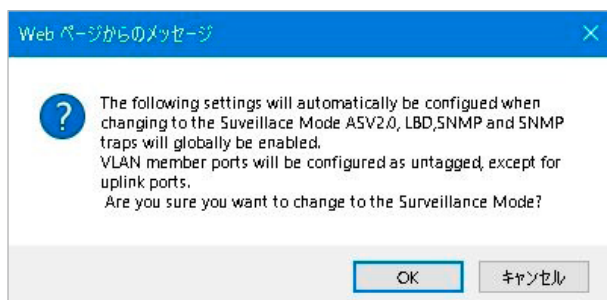 Web ページからのメッセージ
The following settings will automatically be configued when
changing to the Suveillace Mode ASV2.0, LBD,SNMP and SNMP
traps will globally be enabled.
VLAN member ports will be configured as untagged, except for
uplink ports.
Are you sure you want to change to the Surveillance Mode?
OK
キャンセル